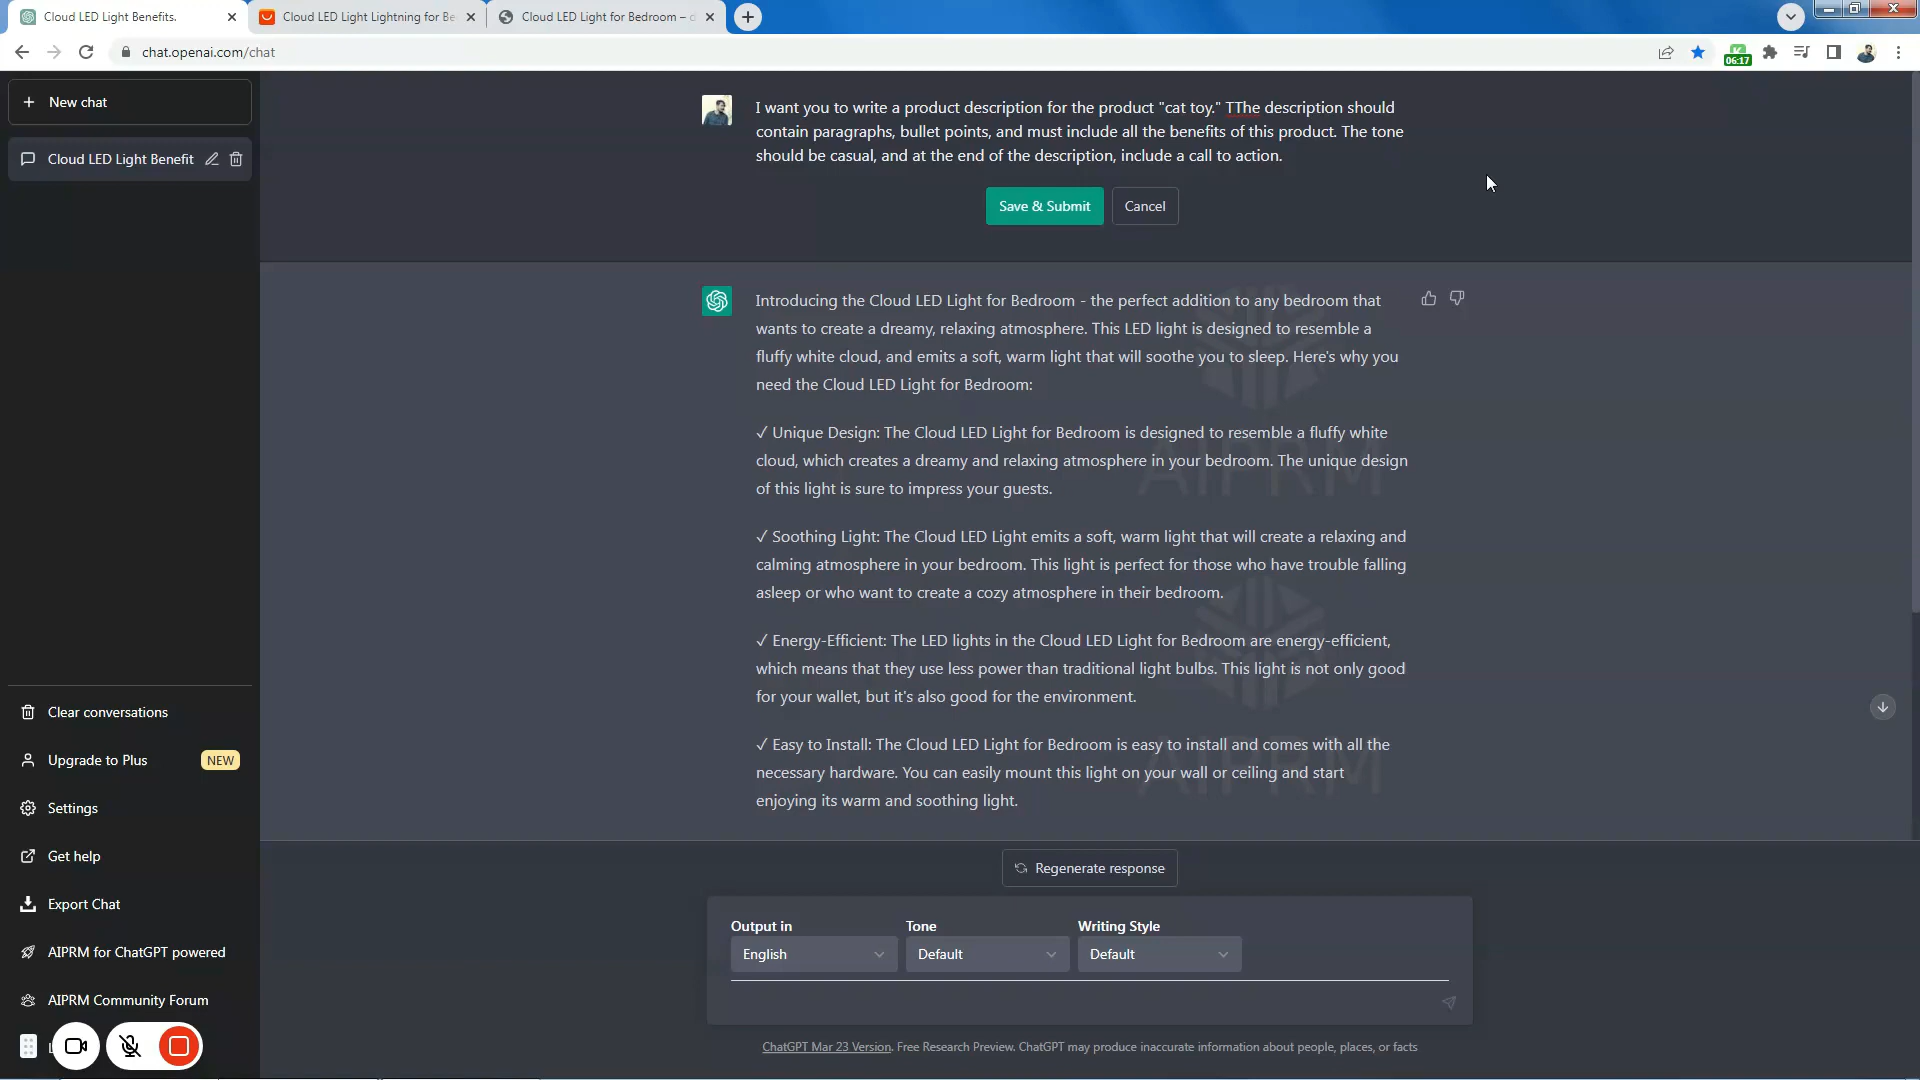 Cloud LED Light Benefits.
Cloud LED Light Lightning for Be
Cloud LED Light for Bedroom – d
chat.openai.com/chat
06:17
New chat
Cloud LED Light Benefit
I want you to write a product description for the product "cat toy." TThe description should
contain paragraphs, bullet points, and must include all the benefits of this product. The tone
should be casual, and at the end of the description, include a call to action.
Save & Submit
Cancel
Introducing the Cloud LED Light for Bedroom - the perfect addition to any bedroom that
wants to create a dreamy, relaxing atmosphere. This LED light is designed to resemble a
fluffy white cloud, and emits a soft, warm light that will soothe you to sleep. Here's why you
need the Cloud LED Light for Bedroom:
✓ Unique Design: The Cloud LED Light for Bedroom is designed to resemble a fluffy white
cloud, which creates a dreamy and relaxing atmosphere in your bedroom. The unique design
of this light is sure to impress your guests.
✓ Soothing Light: The Cloud LED Light emits a soft, warm light that will create a relaxing and
calming atmosphere in your bedroom. This light is perfect for those who have trouble falling
asleep or who want to create a cozy atmosphere in their bedroom.
✓ Energy-Efficient: The LED lights in the Cloud LED Light for Bedroom are energy-efficient,
which means that they use less power than traditional light bulbs. This light is not only good
for your wallet, but it's also good for the environment.
✓ Easy to Install: The Cloud LED Light for Bedroom is easy to install and comes with all the
necessary hardware. You can easily mount this light on your wall or ceiling and start
enjoying its warm and soothing light.
AIPRM
AIPRM
Clear conversations
Upgrade to Plus
NEW
Settings
Get help
Export Chat
AIPRM for ChatGPT powered
AIPRM Community Forum
Regenerate response
Output in
Tone
Writing Style
English
Default
Default
ChatGPT Mar 23 Version. Free Research Preview. ChatGPT may produce inaccurate information about people, places, or facts